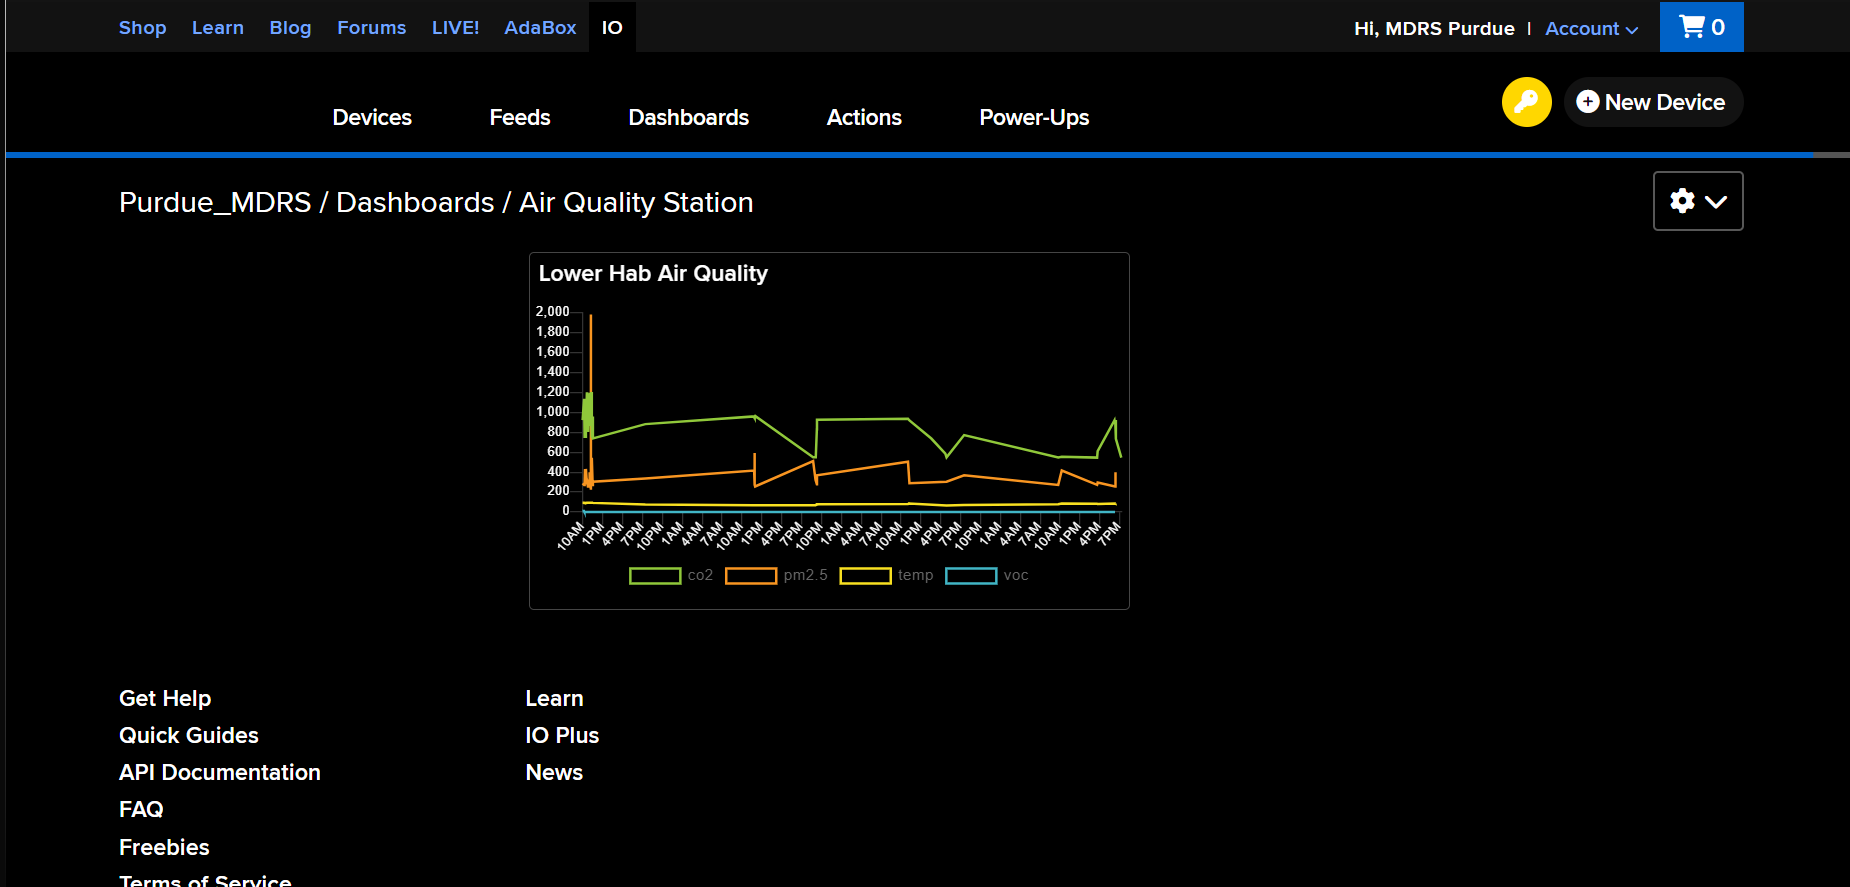 Shop Learn Blog Forums LIVE! AdaBox IO Hi, MDRS Purdue | Account 0
Devices Feeds Dashboards Actions Power-Ups New Device
Purdue_MDRS / Dashboards / Air Quality Station
Lower Hab Air Quality
2,000
1,800
1,600
1,400
1,200
1,000
800
600
400
200
0
10AM 1PM 4PM 7PM 10PM 1AM 4AM 7AM 10AM 1PM 4PM 7PM 10PM 1AM 4AM 7AM 10AM 1PM 4PM 7PM 10PM 1AM 4AM 7AM 10AM 1PM 4PM 7PM
co2 pm2.5 temp voc
Get Help Learn
Quick Guides IO Plus
API Documentation News
FAQ
Freebies
Terms of Service